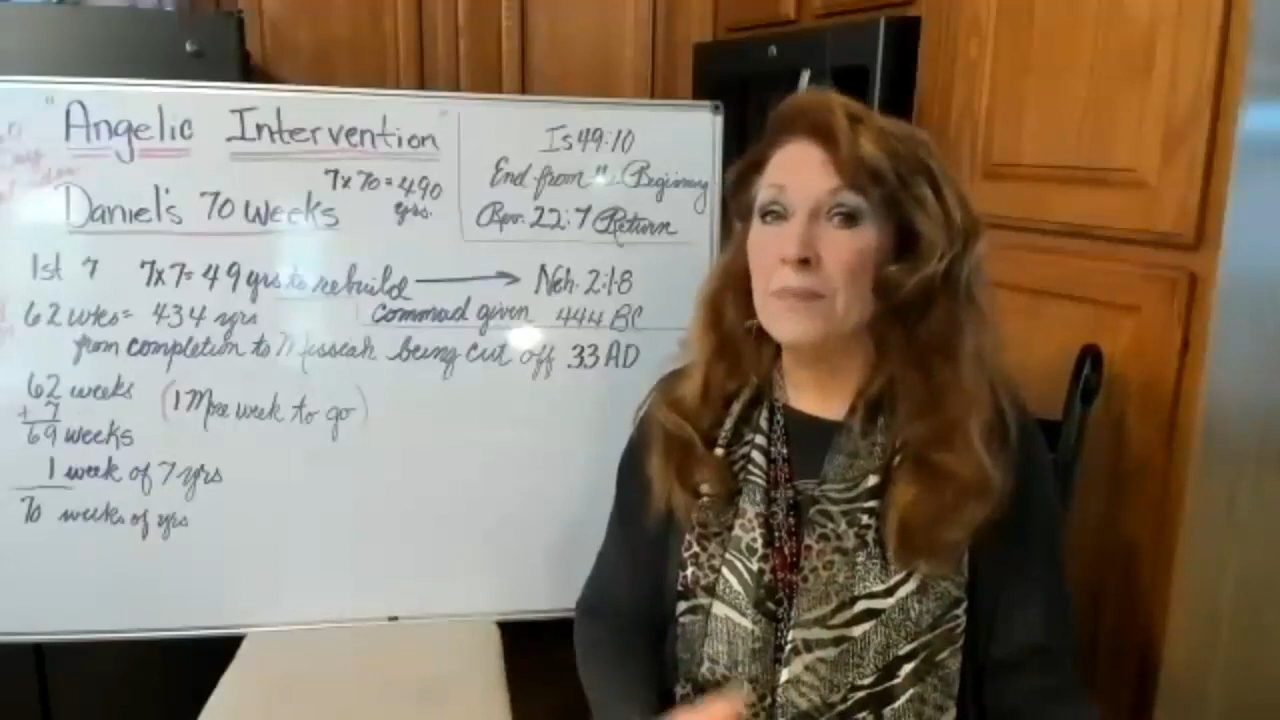 "Angelic Intervention"
7x70=490
yrs.
Daniel's 70 Weeks
Is 49:10
End from " Beginning
Rev. 22:7 Return
1st 7 7x7=49 yrs to rebuild → Neh. 2:1-8
Commad given 444 BC
62 wks= 434 yrs
from completion to Messeah being cut off 33 AD
62 weeks
+ 7
69 weeks
(1 More week to go)
1 week of 7 yrs
70 weeks of yrs